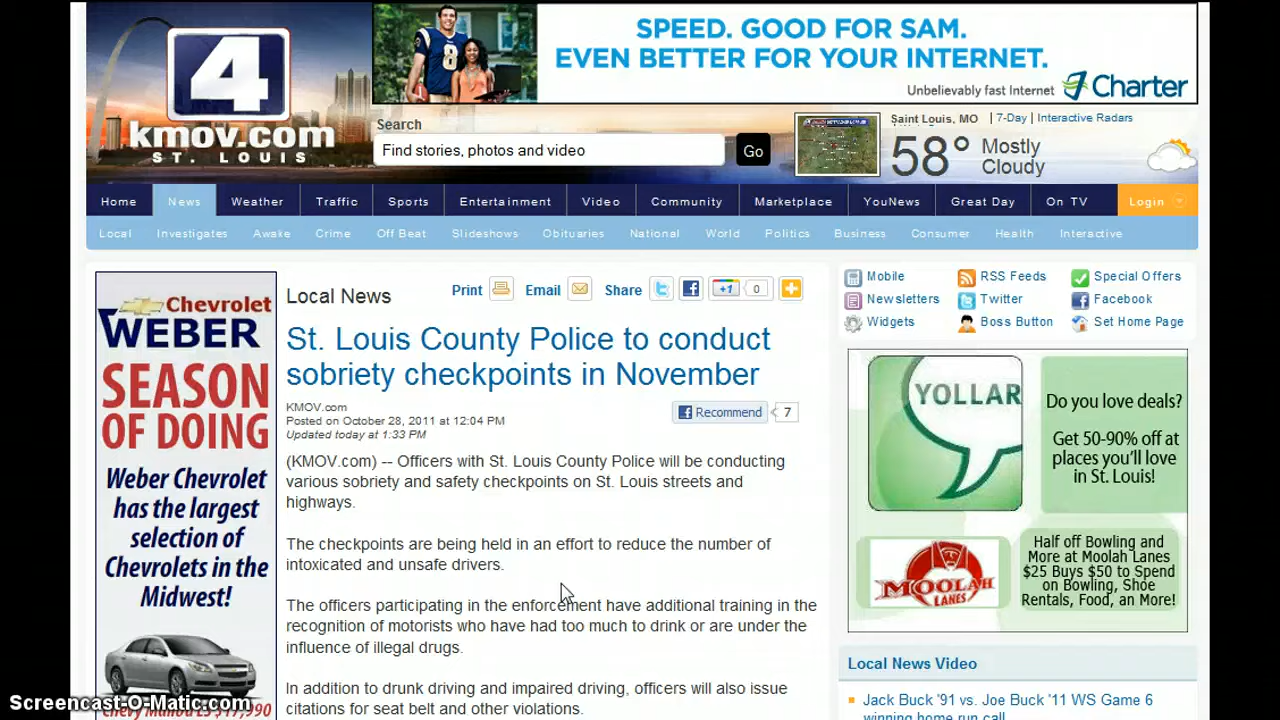 4
kmov.com
ST. LOUIS
8
SPEED. GOOD FOR SAM.
EVEN BETTER FOR YOUR INTERNET.
Unbelievably fast Internet
Charter
Search
Find stories, photos and video
Go
Saint Louis, MO | 7-Day | Interactive Radars
58° Mostly
Cloudy
Home News Weather Traffic Sports Entertainment Video Community Marketplace YouNews Great Day On TV Login
Local Investigates Awake Crime Off Beat Slideshows Obituaries National World Politics Business Consumer Health Interactive
Chevrolet
WEBER
SEASON
OF DOING
Weber Chevrolet
has the largest
selection of
Chevrolets in the
Midwest!
Local News
Print Email Share +1 0
St. Louis County Police to conduct
sobriety checkpoints in November
KMOV.com
Posted on October 28, 2011 at 12:04 PM
Updated today at 1:33 PM
Recommend 7
(KMOV.com) -- Officers with St. Louis County Police will be conducting
various sobriety and safety checkpoints on St. Louis streets and
highways.
The checkpoints are being held in an effort to reduce the number of
intoxicated and unsafe drivers.
The officers participating in the enforcement have additional training in the
recognition of motorists who have had too much to drink or are under the
influence of illegal drugs.
In addition to drunk driving and impaired driving, officers will also issue
citations for seat belt and other violations.
Mobile RSS Feeds Special Offers
Newsletters Twitter Facebook
Widgets Boss Button Set Home Page
YOLLAR
Do you love deals?
Get 50-90% off at
places you'll love
in St. Louis!
MOOLAH
LANES
Half off Bowling and
More at Moolah Lanes
$25 Buys $50 to Spend
on Bowling, Shoe
Rentals, Food, an More!
Local News Video
Jack Buck '91 vs. Joe Buck '11 WS Game 6
winning home run call
Screencast-O-Matic.com